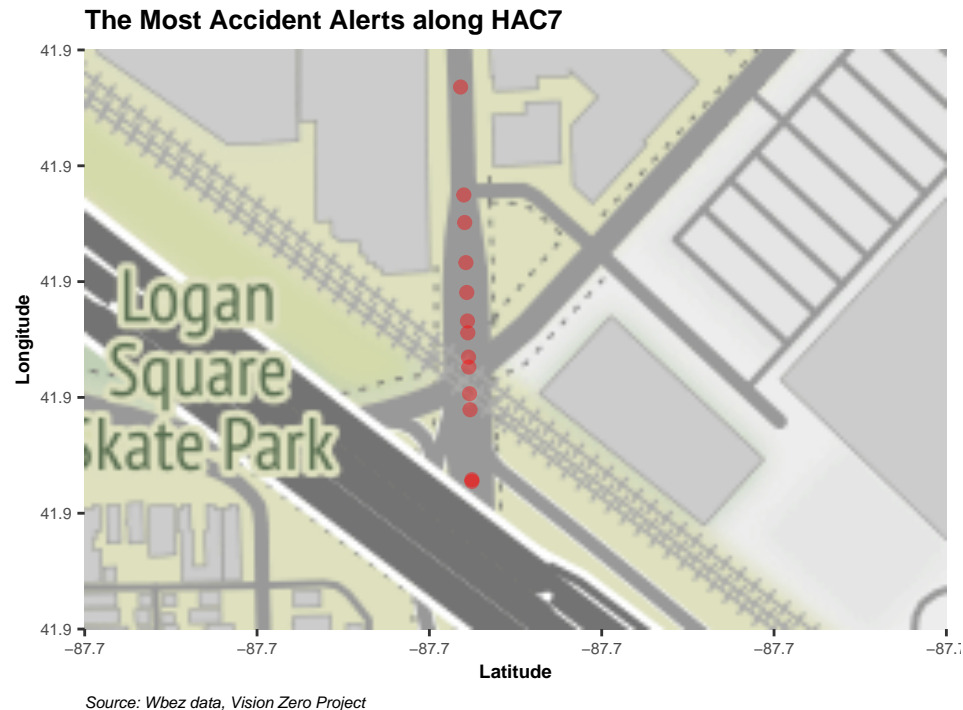 The Most Accident Alerts along HAC7
41.9
41.9
41.9
41.9
41.9
41.9
Longitude
Logan
Square
Skate Park
−87.7
−87.7
−87.7
−87.7
−87.7
−87.7
Latitude
Source: Wbez data, Vision Zero Project